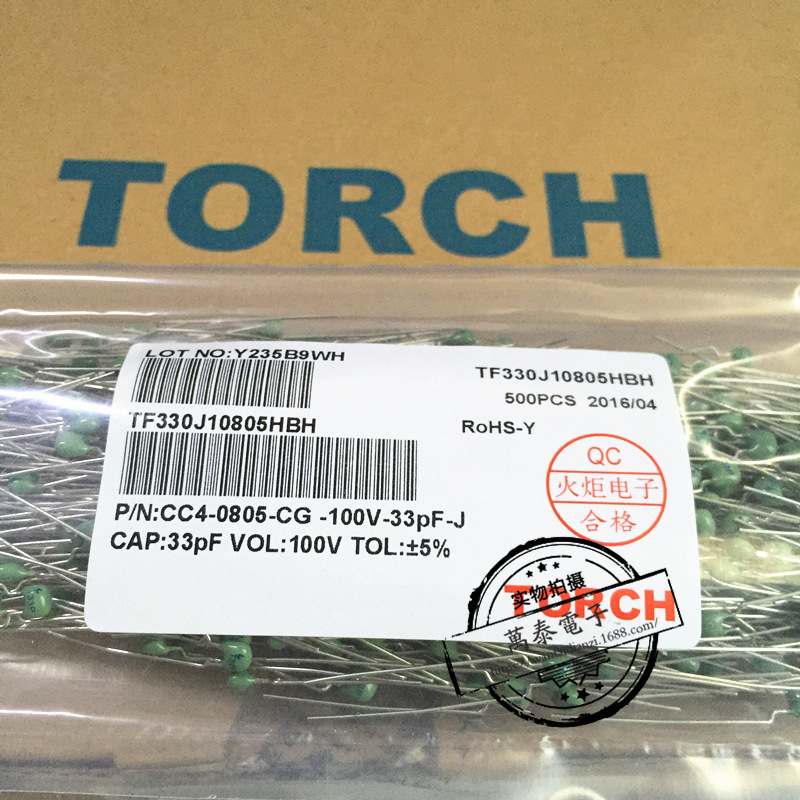 TORCH
LOT NO:Y235B9WH
TF330J10805HBH
500PCS 2016/04
TF330J10805HBH
RoHS-Y
QC
火炬电子
合格
P/N:CC4-0805-CG -100V-33pF-J
CAP:33pF VOL:100V TOL:±5%
TORCH
实物拍摄
萬泰電子